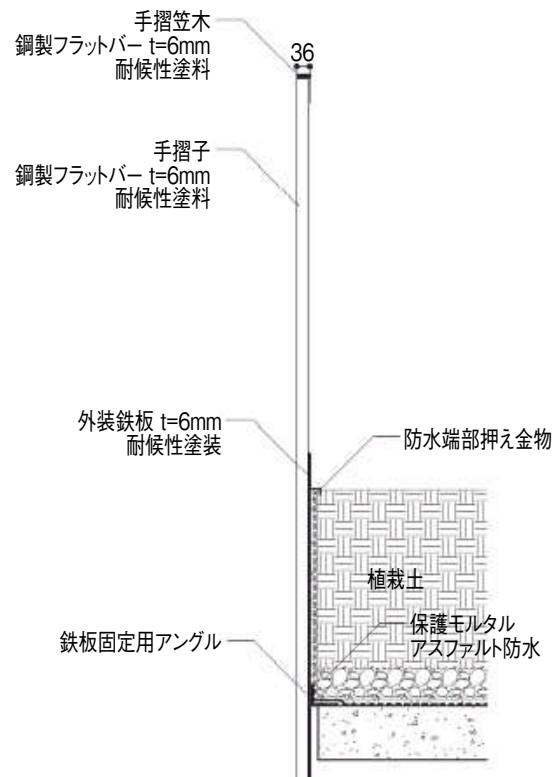 手摺笠木
鋼製フラットバー t=6mm
耐候性塗料
36
手摺子
鋼製フラットバー t=6mm
耐候性塗料
外装鉄板 t=6mm
耐候性塗装
防水端部押え金物
植栽土
保護モルタル
アスファルト防水
鉄板固定用アングル